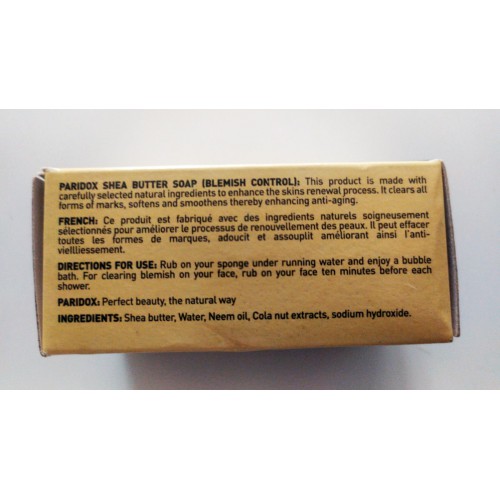 PARIDOX SHEA BUTTER SOAP (BLEMISH CONTROL): This product is made with
carefully selected natural ingredients to enhance the skins renewal process. It clears all
forms of marks, softens and smoothens thereby enhancing anti-aging.
FRENCH: Ce produit est fabriqué avec des ingredients naturels soigneusement
sélectionnés pour améliorer le processus de renouvellement des peaux. Il peut effacer
toutes les formes de marques, adoucit et assouplit améliorant ainsi l'anti-
vieillliessement.
DIRECTIONS FOR USE: Rub on your sponge under running water and enjoy a bubble
bath. For clearing blemish on your face, rub on your face ten minutes before each
shower.
PARIDOX: Perfect beauty, the natural way
INGREDIENTS: Shea butter, Water, Neem oil, Cola nut extracts, sodium hydroxide.